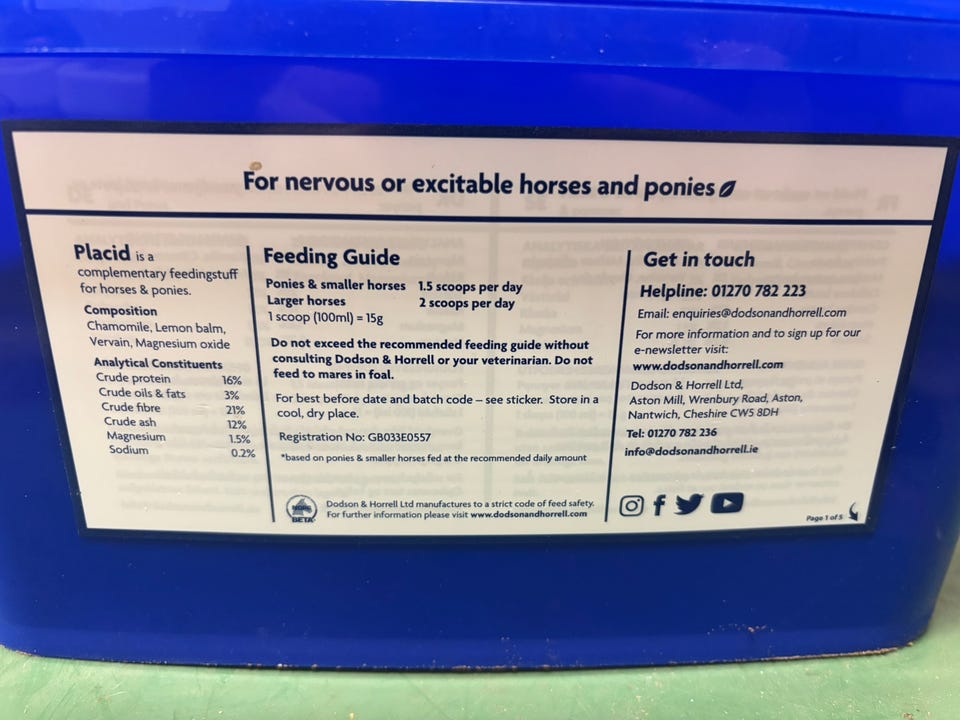 For nervous or excitable horses and ponies
Placid is a
complementary feedingstuff
for horses & ponies.
Composition
Chamomile, Lemon balm,
Vervain, Magnesium oxide
Analytical Constituents
Crude protein 16%
Crude oils & fats 3%
Crude fibre 21%
Crude ash 12%
Magnesium 1.5%
Sodium 0.2%
Feeding Guide
Ponies & smaller horses 1.5 scoops per day
Larger horses 2 scoops per day
1 scoop (100ml) = 15g
Do not exceed the recommended feeding guide without
consulting Dodson & Horrell or your veterinarian. Do not
feed to mares in foal.
For best before date and batch code – see sticker. Store in a
cool, dry place.
Registration No: GB033E0557
*based on ponies & smaller horses fed at the recommended daily amount
BETA
Dodson & Horrell Ltd manufactures to a strict code of feed safety.
For further information please visit www.dodsonandhorrell.com
Get in touch
Helpline: 01270 782 223
Email: enquiries@dodsonandhorrell.com
For more information and to sign up for our
e-newsletter visit:
www.dodsonandhorrell.com
Dodson & Horrell Ltd,
Aston Mill, Wrenbury Road, Aston,
Nantwich, Cheshire CW5 8DH
Tel: 01270 782 236
info@dodsonandhorrell.ie
Page 1 of 5